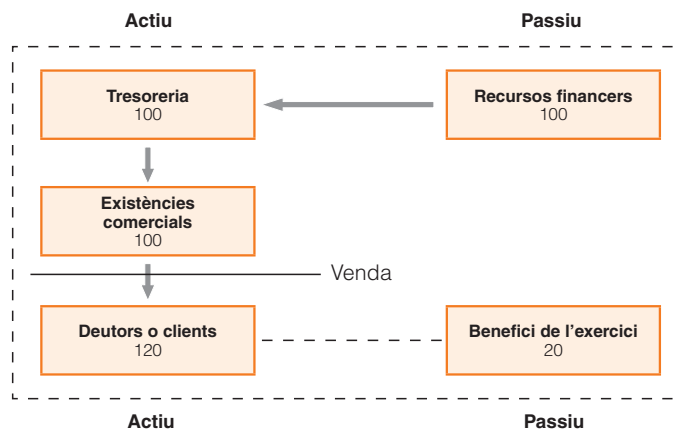 Actiu
Passiu
Tresoreria
100
Recursos financers
100
Existències
comercials
100
Venda
Deutors o clients
120
Benefici de l’exercici
20
Actiu
Passiu